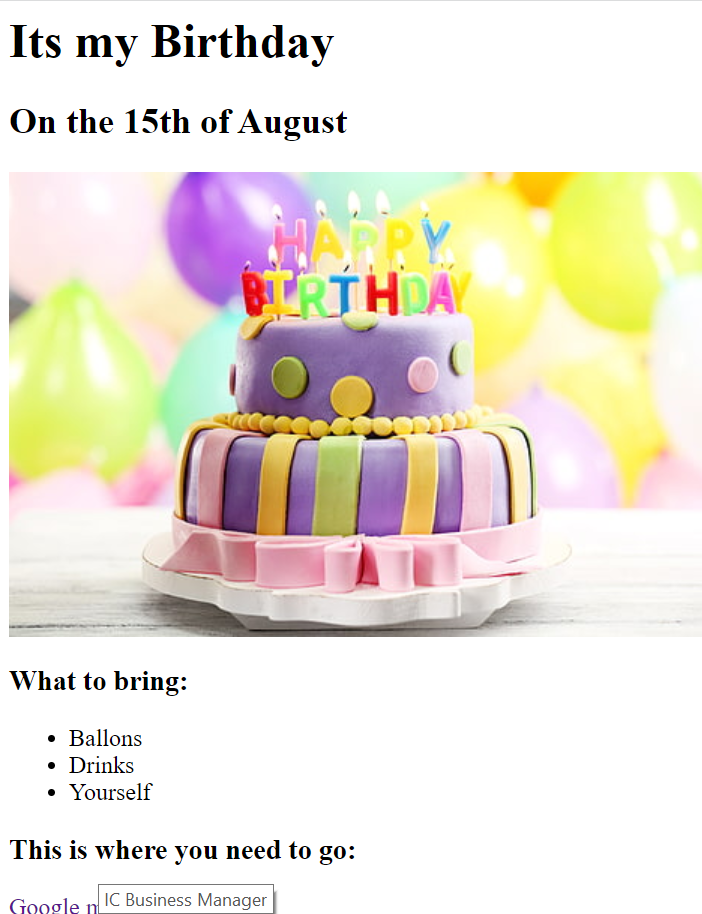 Its my Birthday
On the 15th of August
HAPPY
BIRTHDAY
What to bring:
Ballons
Drinks
Yourself
This is where you need to go:
Google
IC Business Manager